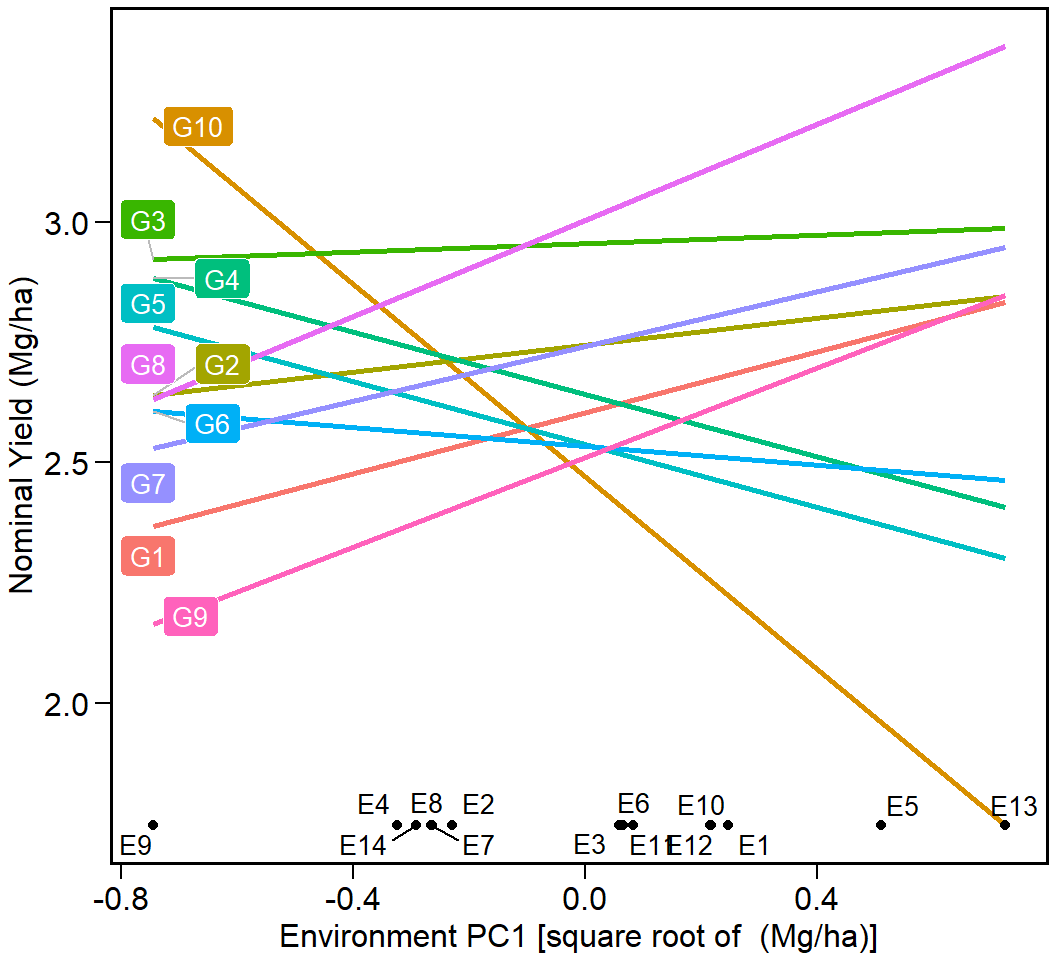 G10
G3
3.0
G4
G5
G8
G2
G6
2.5
G7
G1
G9
2.0
Nominal Yield (Mg/ha)
E4 E8 E2 E6 E10 E5 E13
E9 E14 E7 E3 E11 E12 E1
-0.8 -0.4 0.0 0.4
Environment PC1 [square root of  (Mg/ha)]